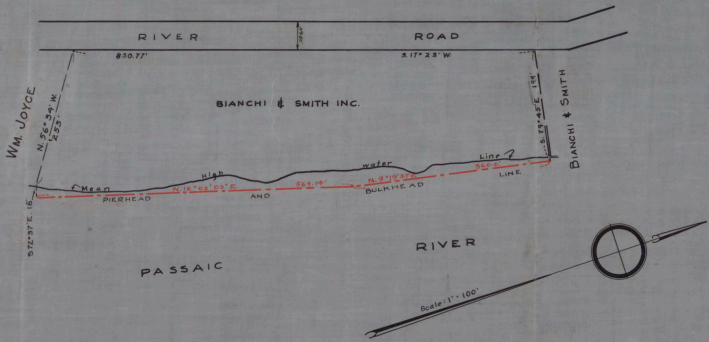 RIVER ROAD
830.77' S. 17° 23' W.
WM. JOYCE
N. 56° 34' W.
253'
BIANCHI & SMITH INC.
BIANCHI & SMITH
Mean High water Line
PIERHEAD AND BULKHEAD LINE
PASSAIC RIVER
Scale: 1" = 100'